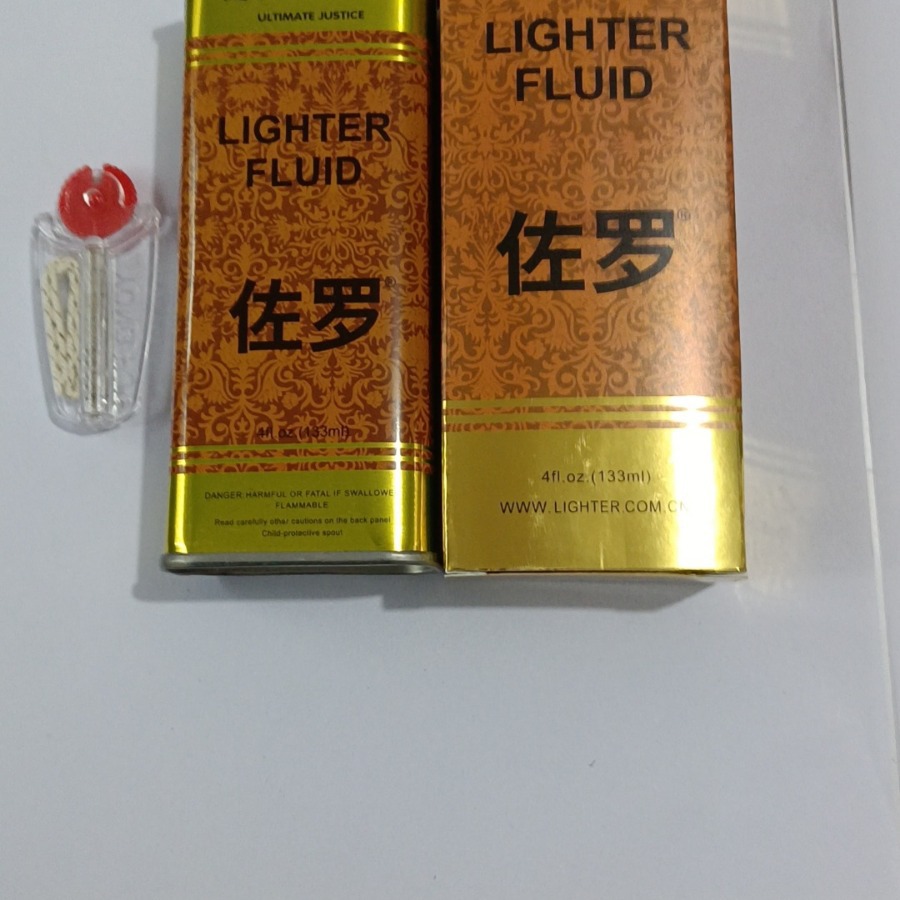 ULTIMATE JUSTICE
LIGHTER
FLUID
佐罗®
4fl.oz.(133ml)
DANGER:HARMFUL OR FATAL IF SWALLOWE
FLAMMABLE
Read carefully other cautions on the back panel
Child-protective spout
LIGHTER
FLUID
佐罗®
4fl.oz.(133ml)
WWW.LIGHTER.COM.CN